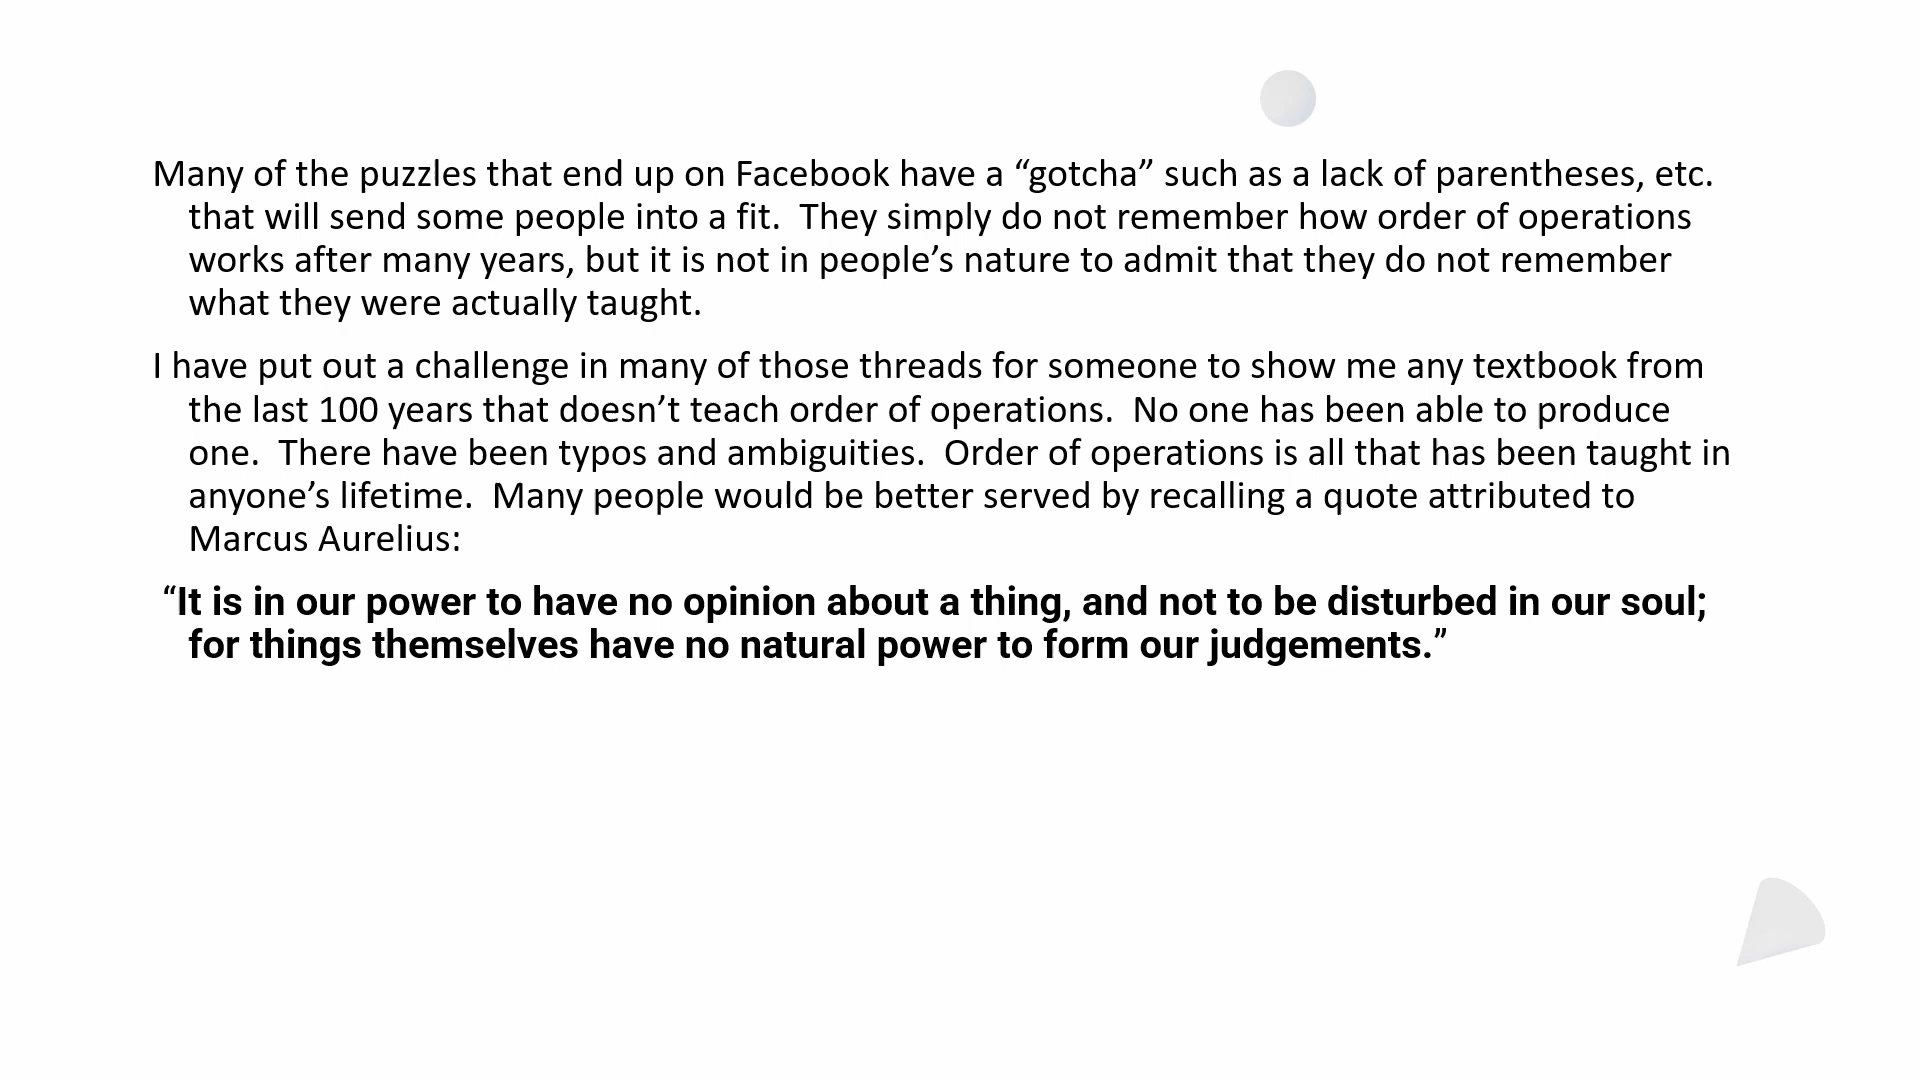 Many of the puzzles that end up on Facebook have a “gotcha” such as a lack of parentheses, etc.
that will send some people into a fit.  They simply do not remember how order of operations
works after many years, but it is not in people’s nature to admit that they do not remember
what they were actually taught.
I have put out a challenge in many of those threads for someone to show me any textbook from
the last 100 years that doesn’t teach order of operations.  No one has been able to produce
one.  There have been typos and ambiguities.  Order of operations is all that has been taught in
anyone’s lifetime.  Many people would be better served by recalling a quote attributed to
Marcus Aurelius:
“It is in our power to have no opinion about a thing, and not to be disturbed in our soul;
for things themselves have no natural power to form our judgements.”